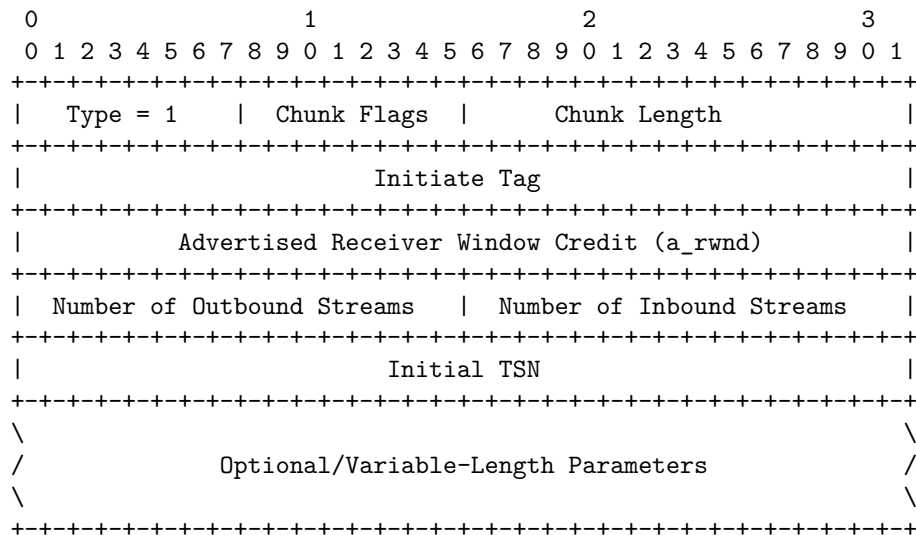 0                   1                   2                   3
0 1 2 3 4 5 6 7 8 9 0 1 2 3 4 5 6 7 8 9 0 1 2 3 4 5 6 7 8 9 0 1
+-+-+-+-+-+-+-+-+-+-+-+-+-+-+-+-+-+-+-+-+-+-+-+-+-+-+-+-+-+-+-+-+
|   Type = 1    |  Chunk Flags  |      Chunk Length             |
+-+-+-+-+-+-+-+-+-+-+-+-+-+-+-+-+-+-+-+-+-+-+-+-+-+-+-+-+-+-+-+-+
|                         Initiate Tag                          |
+-+-+-+-+-+-+-+-+-+-+-+-+-+-+-+-+-+-+-+-+-+-+-+-+-+-+-+-+-+-+-+-+
|           Advertised Receiver Window Credit (a_rwnd)          |
+-+-+-+-+-+-+-+-+-+-+-+-+-+-+-+-+-+-+-+-+-+-+-+-+-+-+-+-+-+-+-+-+
|  Number of Outbound Streams   |  Number of Inbound Streams    |
+-+-+-+-+-+-+-+-+-+-+-+-+-+-+-+-+-+-+-+-+-+-+-+-+-+-+-+-+-+-+-+-+
|                          Initial TSN                          |
+-+-+-+-+-+-+-+-+-+-+-+-+-+-+-+-+-+-+-+-+-+-+-+-+-+-+-+-+-+-+-+-+
\                                                               \
/              Optional/Variable-Length Parameters              /
\                                                               \
+-+-+-+-+-+-+-+-+-+-+-+-+-+-+-+-+-+-+-+-+-+-+-+-+-+-+-+-+-+-+-+-+